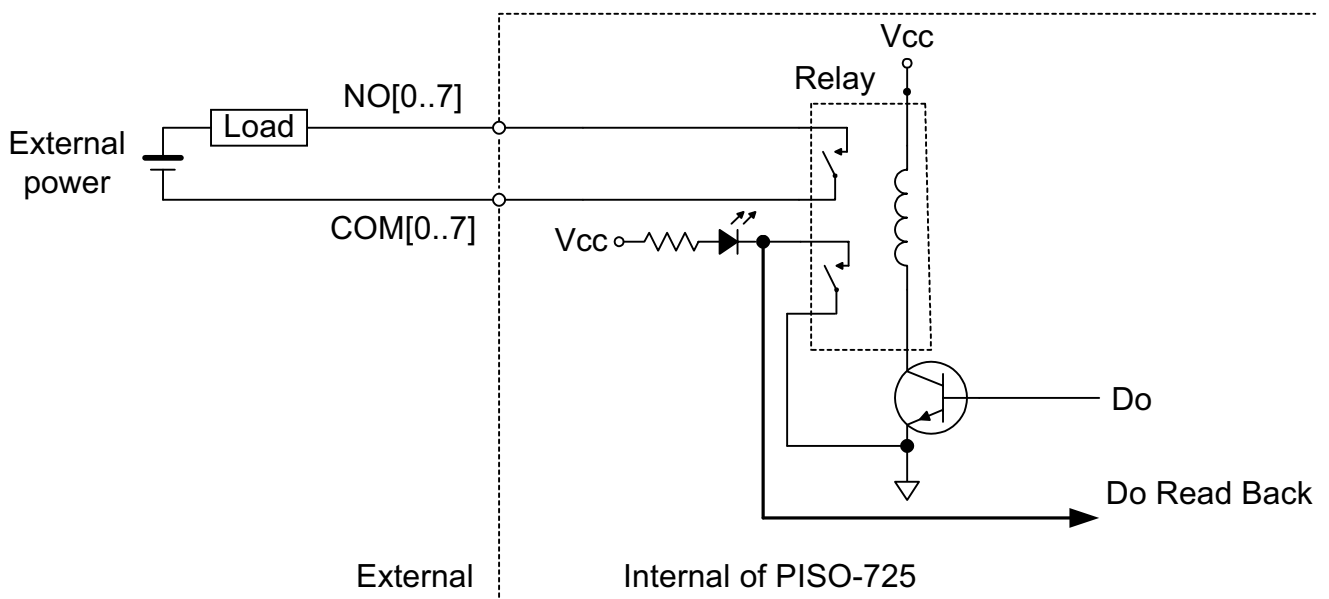 Vcc
Relay
NO[0..7]
Load
External
power
COM[0..7]
Vcc
Do
Do Read Back
External
Internal of PISO-725